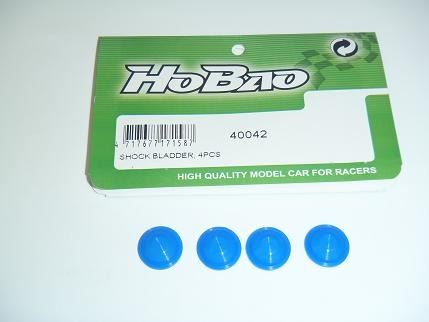 HOBAO
40042
4 717677 171587
SHOCK BLADDER, 4PCS
HIGH QUALITY MODEL CAR FOR RACERS